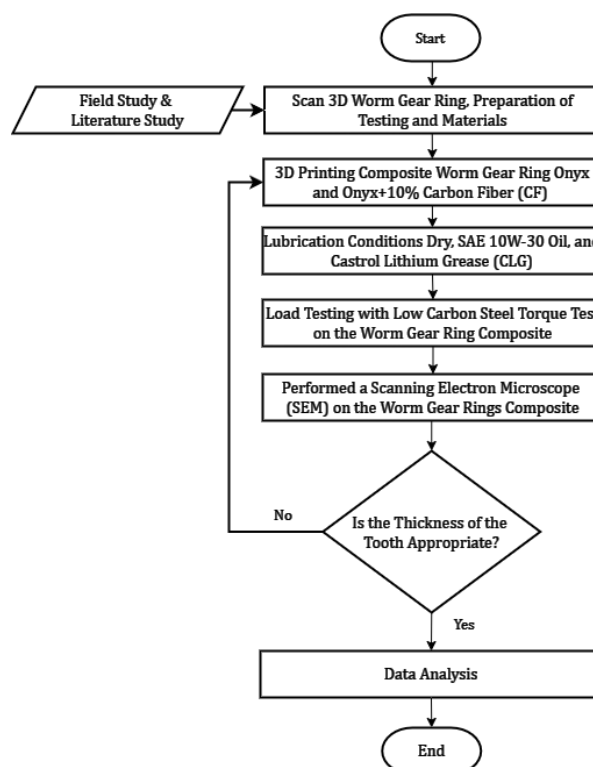 Start
Field Study &
Literature Study
Scan 3D Worm Gear Ring, Preparation of
Testing and Materials
3D Printing Composite Worm Gear Ring Onyx
and Onyx+10% Carbon Fiber (CF)
Lubrication Conditions Dry, SAE 10W-30 Oil, and
Castrol Lithium Grease (CLG)
Load Testing with Low Carbon Steel Torque Test
on the Worm Gear Ring Composite
Performed a Scanning Electron Microscope
(SEM) on the Worm Gear Rings Composite
Is the Thickness of the
Tooth Appropriate?
No
Yes
Data Analysis
End